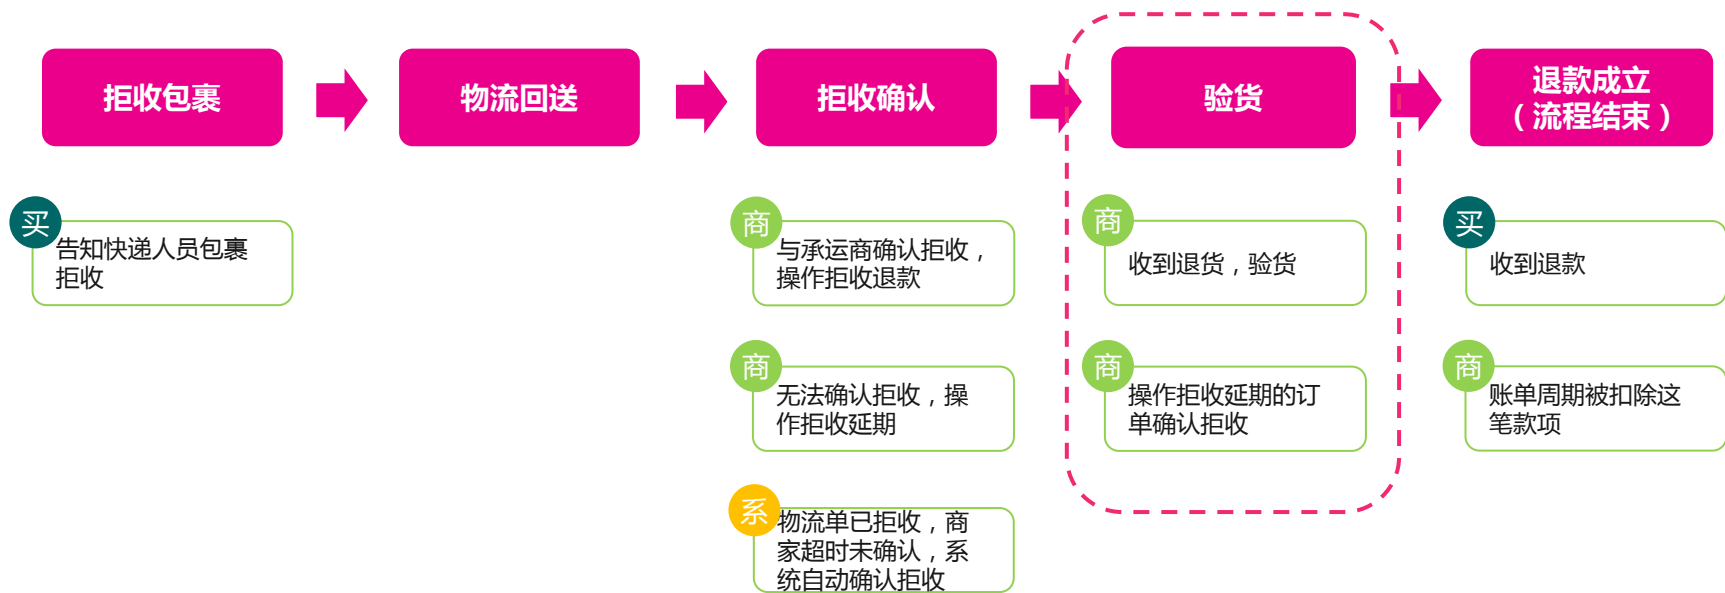 拒收包裹
物流回送
拒收确认
验货
退款成立
（流程结束）
买
告知快递人员包裹
拒收
商
与承运商确认拒收，
操作拒收退款
商
收到退货，验货
买
收到退款
商
无法确认拒收，操
作拒收延期
商
操作拒收延期的订
单确认拒收
商
账单周期被扣除这
笔款项
系
物流单已拒收，商
家超时未确认，系
统自动确认拒收